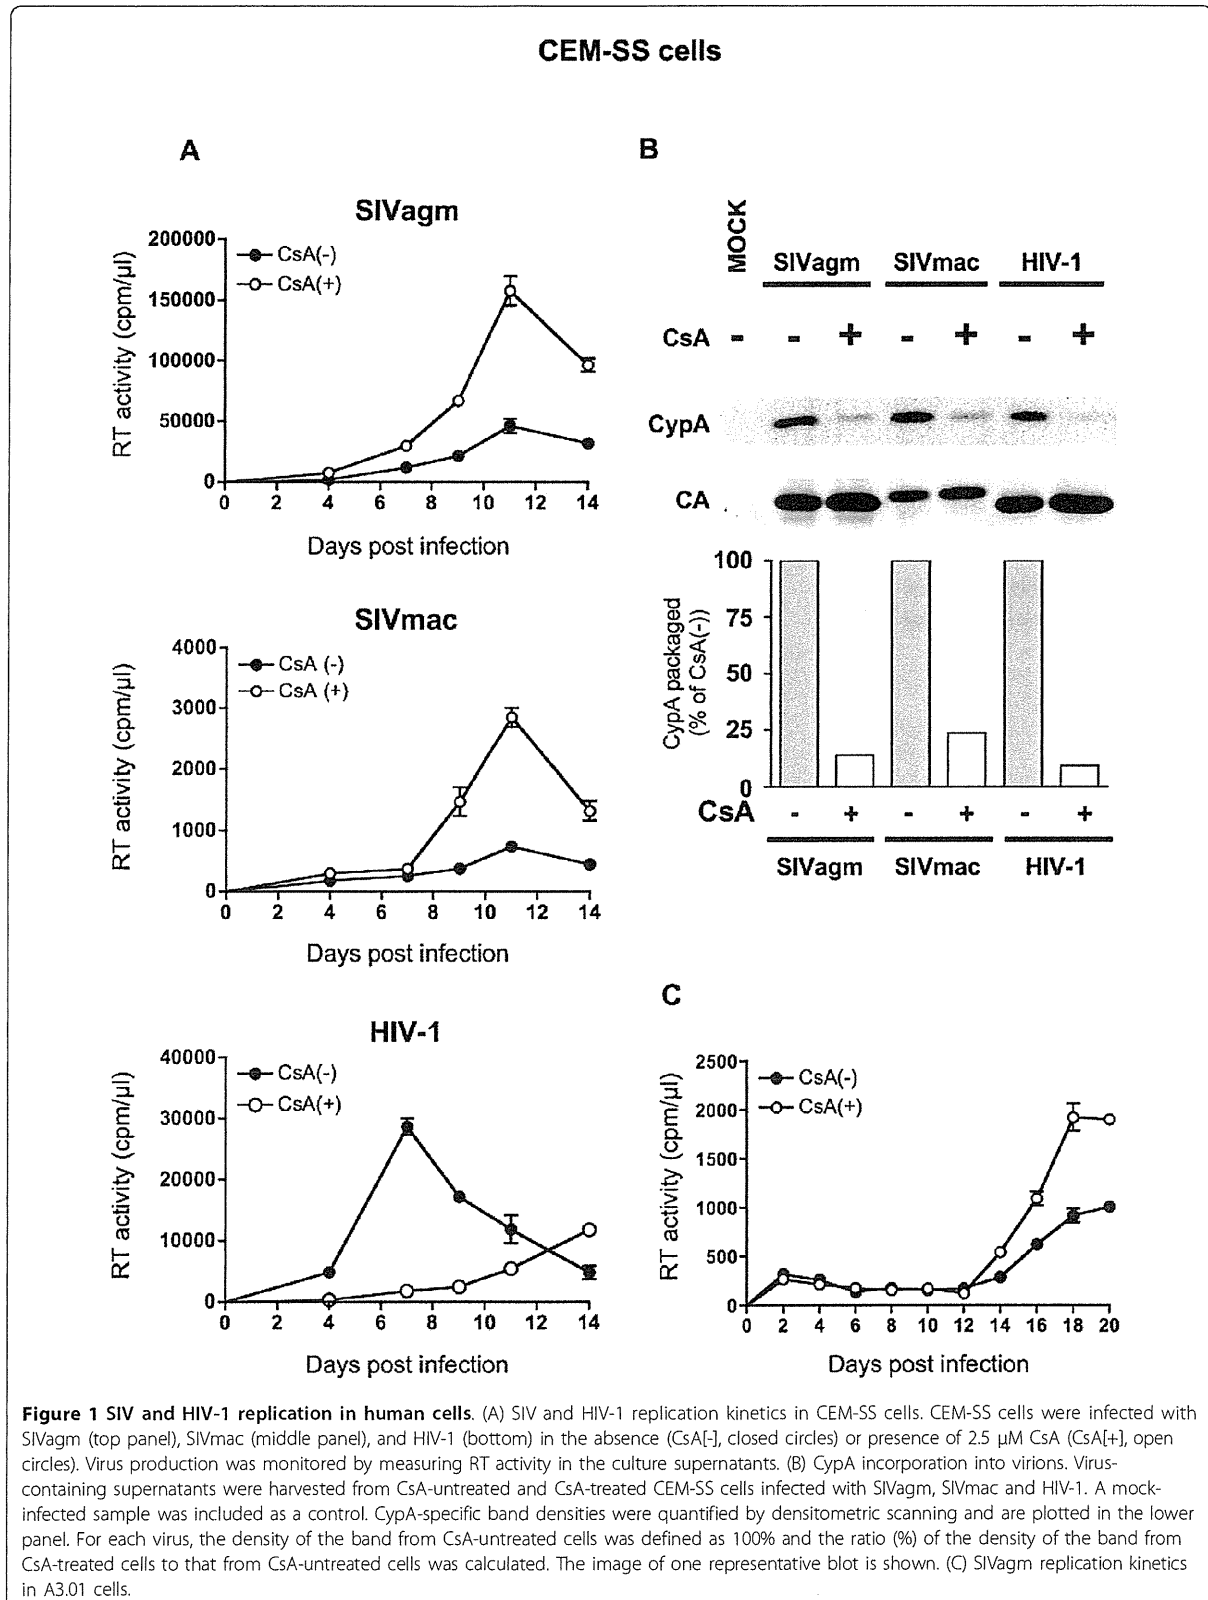 CEM-SS cells
A
SIVagm
200000
150000
100000
50000
0
RT activity (cpm/μl)
CsA(-)
CsA(+)
0 2 4 6 8 10 12 14
Days post infection
SIVmac
4000
3000
2000
1000
0
RT activity (cpm/μl)
CsA (-)
CsA (+)
0 2 4 6 8 10 12 14
Days post infection
HIV-1
40000
30000
20000
10000
0
RT activity (cpm/μl)
CsA(-)
CsA(+)
0 2 4 6 8 10 12 14
Days post infection
B
MOCK
SIVagm SIVmac HIV-1
CsA - - + - + - +
CypA
CA
100
75
50
25
0
CypA packaged
(% of CsA(-))
CsA - + - + - +
SIVagm SIVmac HIV-1
C
2500
2000
1500
1000
500
0
RT activity (cpm/μl)
CsA(-)
CsA(+)
0 2 4 6 8 10 12 14 16 18 20
Days post infection
Figure 1 SIV and HIV-1 replication in human cells. (A) SIV and HIV-1 replication kinetics in CEM-SS cells. CEM-SS cells were infected with
SIVagm (top panel), SIVmac (middle panel), and HIV-1 (bottom) in the absence (CsA[-], closed circles) or presence of 2.5 μM CsA (CsA[+], open
circles). Virus production was monitored by measuring RT activity in the culture supernatants. (B) CypA incorporation into virions. Virus-
containing supernatants were harvested from CsA-untreated and CsA-treated CEM-SS cells infected with SIVagm, SIVmac and HIV-1. A mock-
infected sample was included as a control. CypA-specific band densities were quantified by densitometric scanning and are plotted in the lower
panel. For each virus, the density of the band from CsA-untreated cells was defined as 100% and the ratio (%) of the density of the band from
CsA-treated cells to that from CsA-untreated cells was calculated. The image of one representative blot is shown. (C) SIVagm replication kinetics
in A3.01 cells.